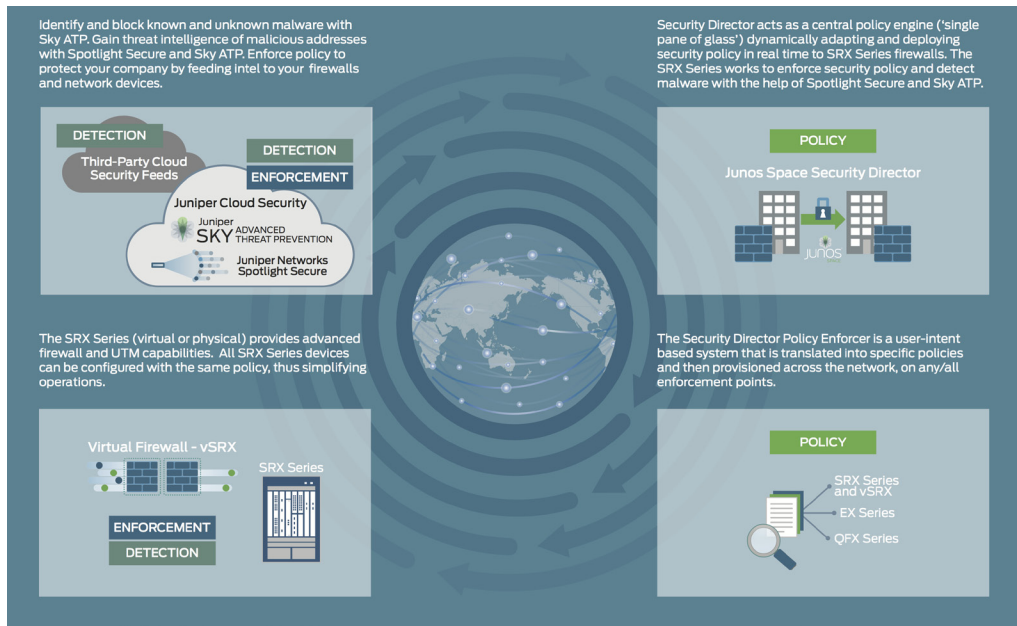 Identify and block known and unknown malware with
Sky ATP. Gain threat intelligence of malicious addresses
with Spotlight Secure and Sky ATP. Enforce policy to
protect your company by feeding intel to your firewalls
and network devices.
DETECTION
Third-Party Cloud
Security Feeds
DETECTION
ENFORCEMENT
Juniper Cloud Security
Juniper
SKY ADVANCED
THREAT PREVENTION
Juniper Networks
Spotlight Secure
Security Director acts as a central policy engine (‘single
pane of glass’) dynamically adapting and deploying
security policy in real time to SRX Series firewalls. The
SRX Series works to enforce security policy and detect
malware with the help of Spotlight Secure and Sky ATP.
POLICY
Junos Space Security Director
JUNOS
The SRX Series (virtual or physical) provides advanced
firewall and UTM capabilities. All SRX Series devices
can be configured with the same policy, thus simplifying
operations.
Virtual Firewall - vSRX
SRX Series
ENFORCEMENT
DETECTION
The Security Director Policy Enforcer is a user-intent
based system that is translated into specific policies
and then provisioned across the network, on any/all
enforcement points.
POLICY
SRX Series
and vSRX
EX Series
QFX Series